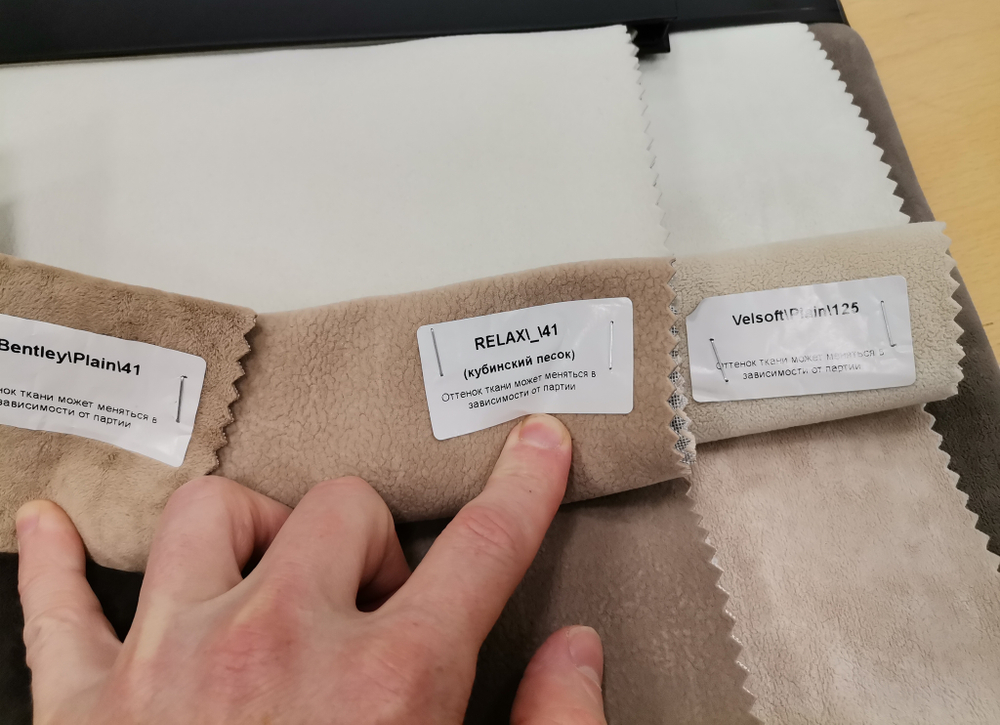 Bentley\Plain\41
нок ткани может меняться в
зависимости от партии
RELAX\_\41
(кубинский песок)
Оттенок ткани может меняться в
зависимости от партии
Velsoft\Plain\125
Оттенок ткани может меняться в
зависимости от партии